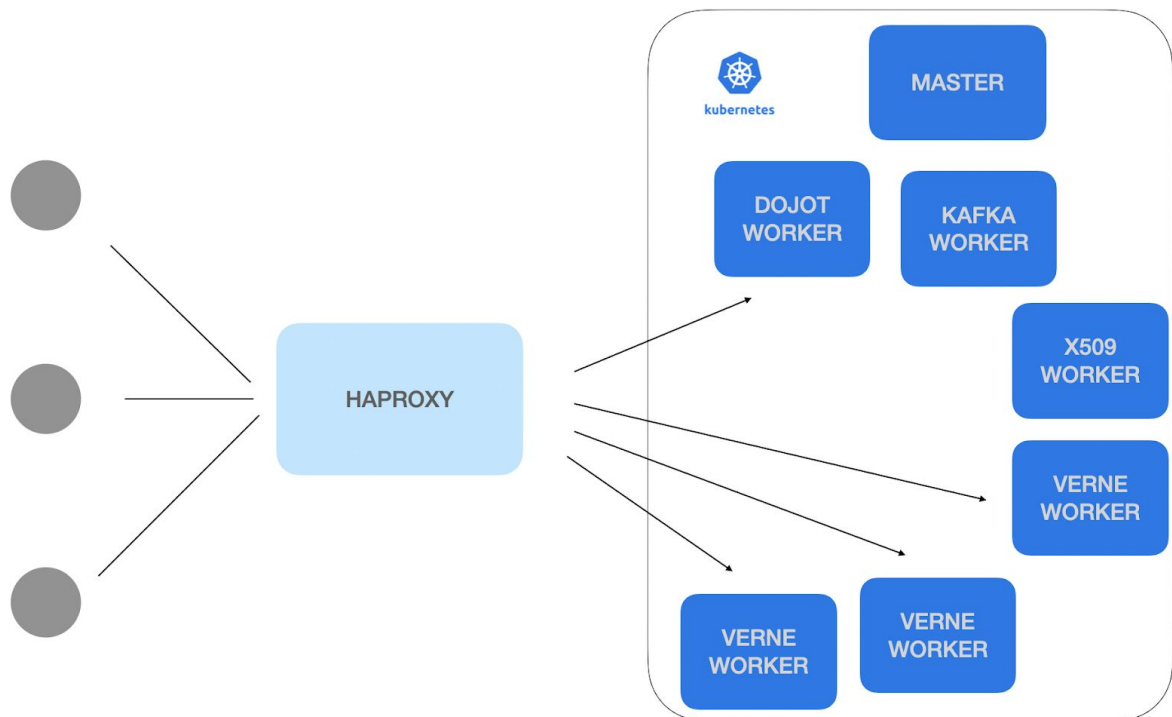 MASTER
kubernetes
DOJOT
WORKER
KAFKA
WORKER
X509
WORKER
HAPROXY
VERNE
WORKER
VERNE
WORKER
VERNE
WORKER